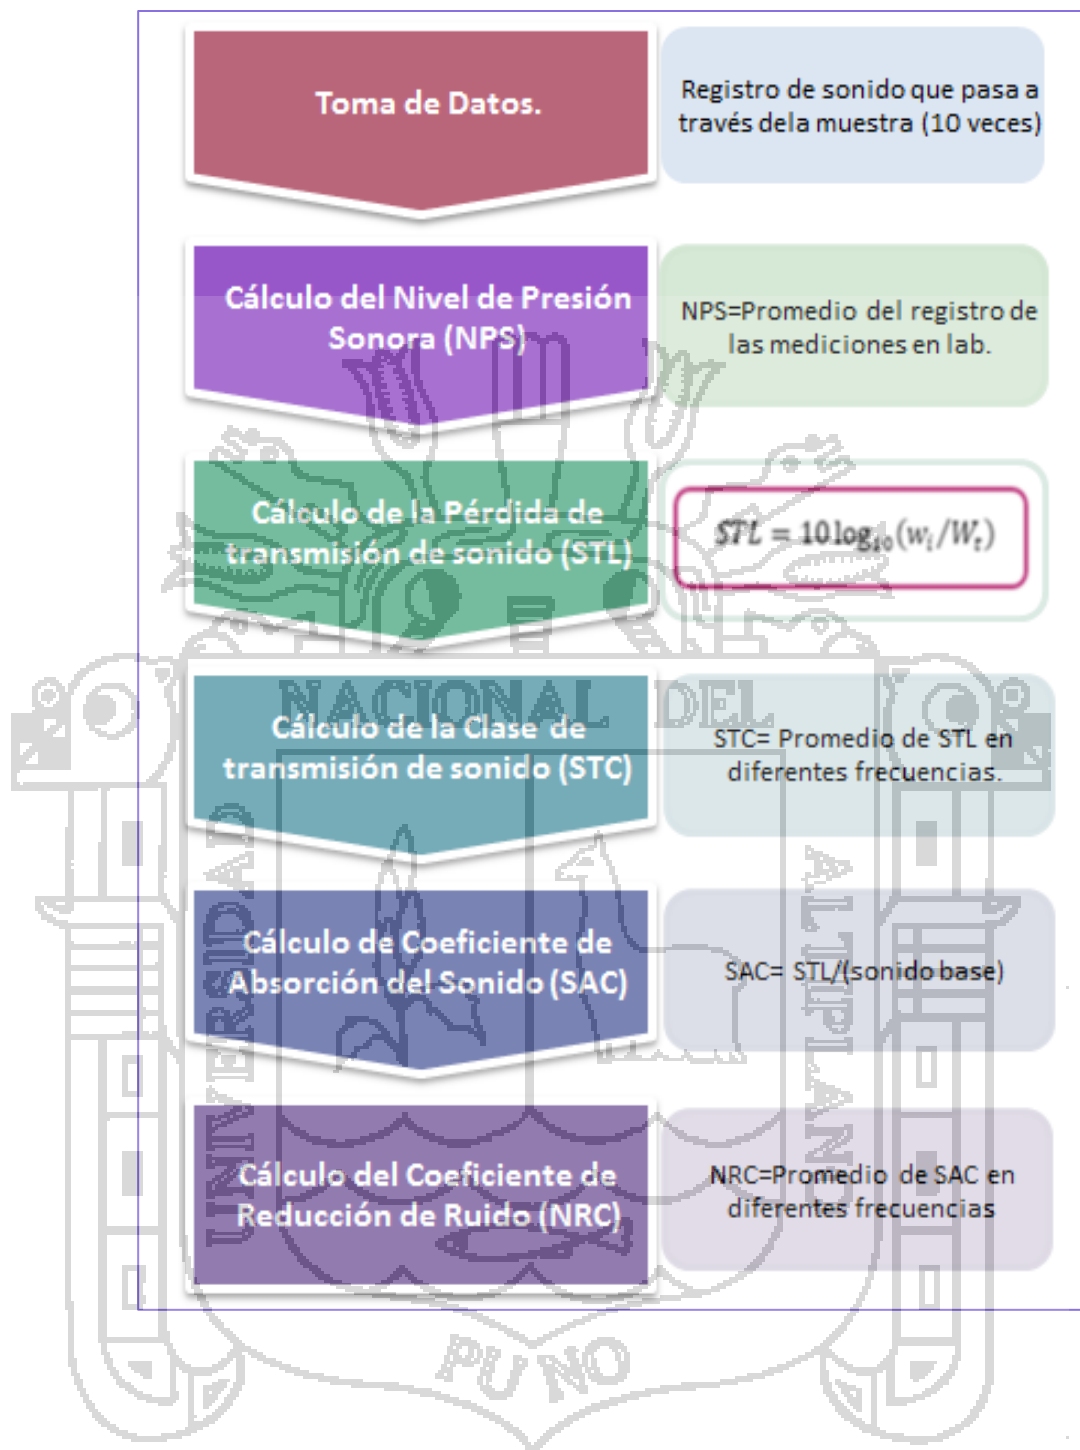 Toma de Datos.
Registro de sonido que pasa a
través dela muestra (10 veces)
Cálculo del Nivel de Presión
Sonora (NPS)
NPS=Promedio del registro de
las mediciones en lab.
Cálculo de la Pérdida de
transmisión de sonido (STL)
STL = 10 log₁₀(wᵢ/Wₜ)
Cálculo de la Clase de
transmisión de sonido (STC)
STC= Promedio de STL en
diferentes frecuencias.
Cálculo de Coeficiente de
Absorción del Sonido (SAC)
SAC= STL/(sonido base)
Cálculo del Coeficiente de
Reducción de Ruido (NRC)
NRC=Promedio de SAC en
diferentes frecuencias
UNIVERSIDAD
NACIONAL DEL
ALTIPLANO
PUNO